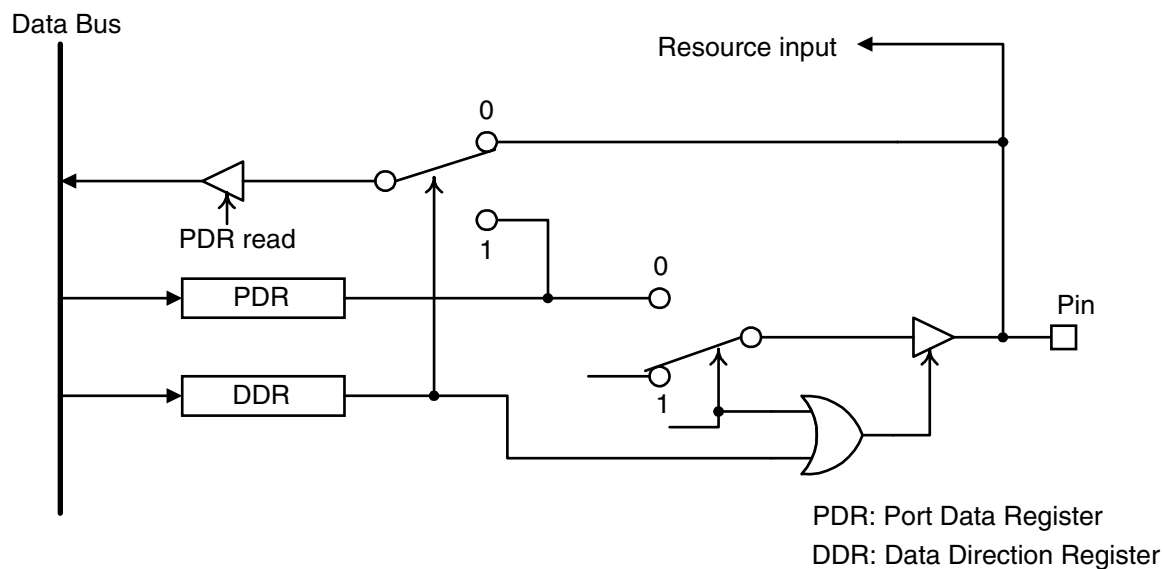 Data Bus
Resource input
0
PDR read
1
0
PDR
Pin
DDR
1
PDR: Port Data Register
DDR: Data Direction Register